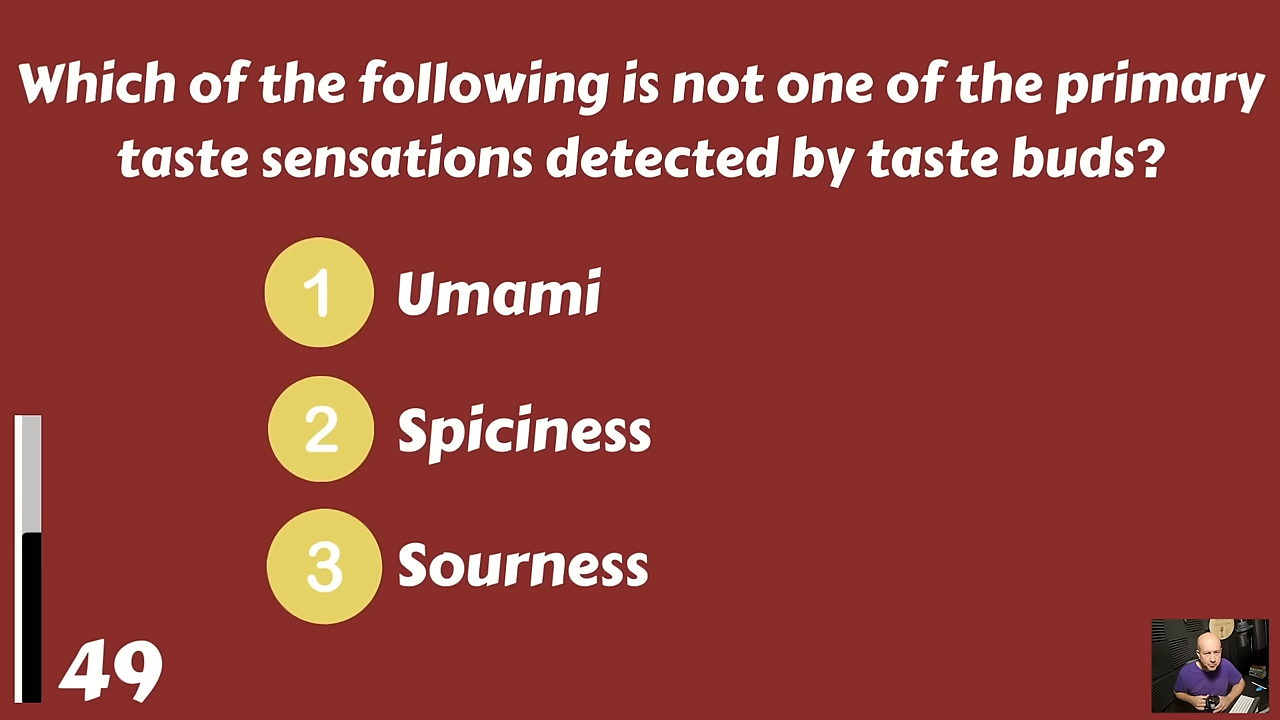 Which of the following is not one of the primary
taste sensations detected by taste buds?
1 Umami
2 Spiciness
3 Sourness
49